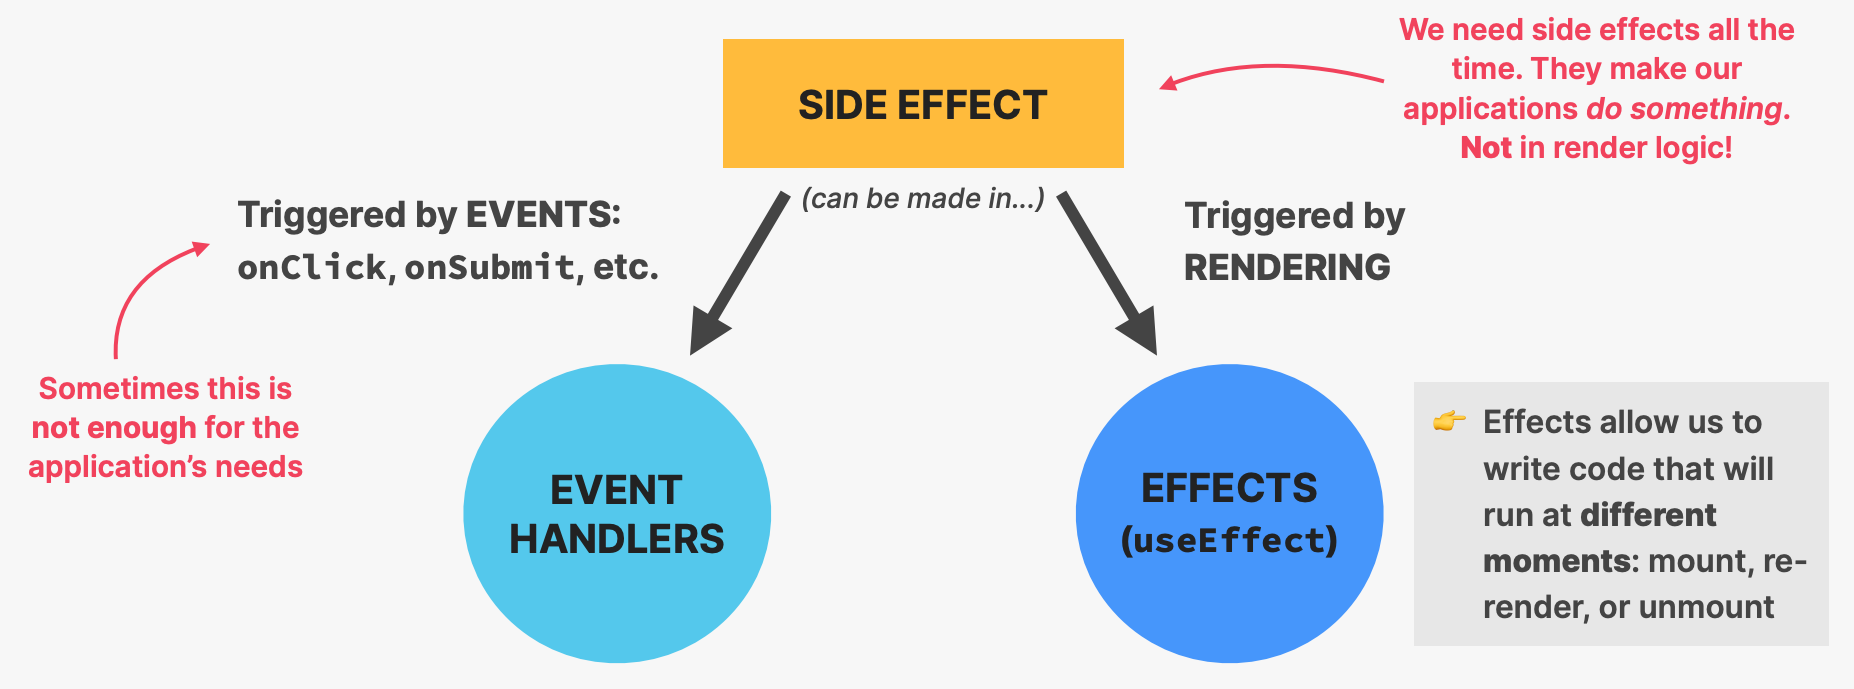 We need side effects all the
time. They make our
applications do something.
Not in render logic!
SIDE EFFECT
(can be made in...)
Triggered by EVENTS:
onClick, onSubmit, etc.
Triggered by
RENDERING
Sometimes this is
not enough for the
application’s needs
EVENT
HANDLERS
EFFECTS
(useEffect)
👉 Effects allow us to
write code that will
run at different
moments: mount, re-
render, or unmount